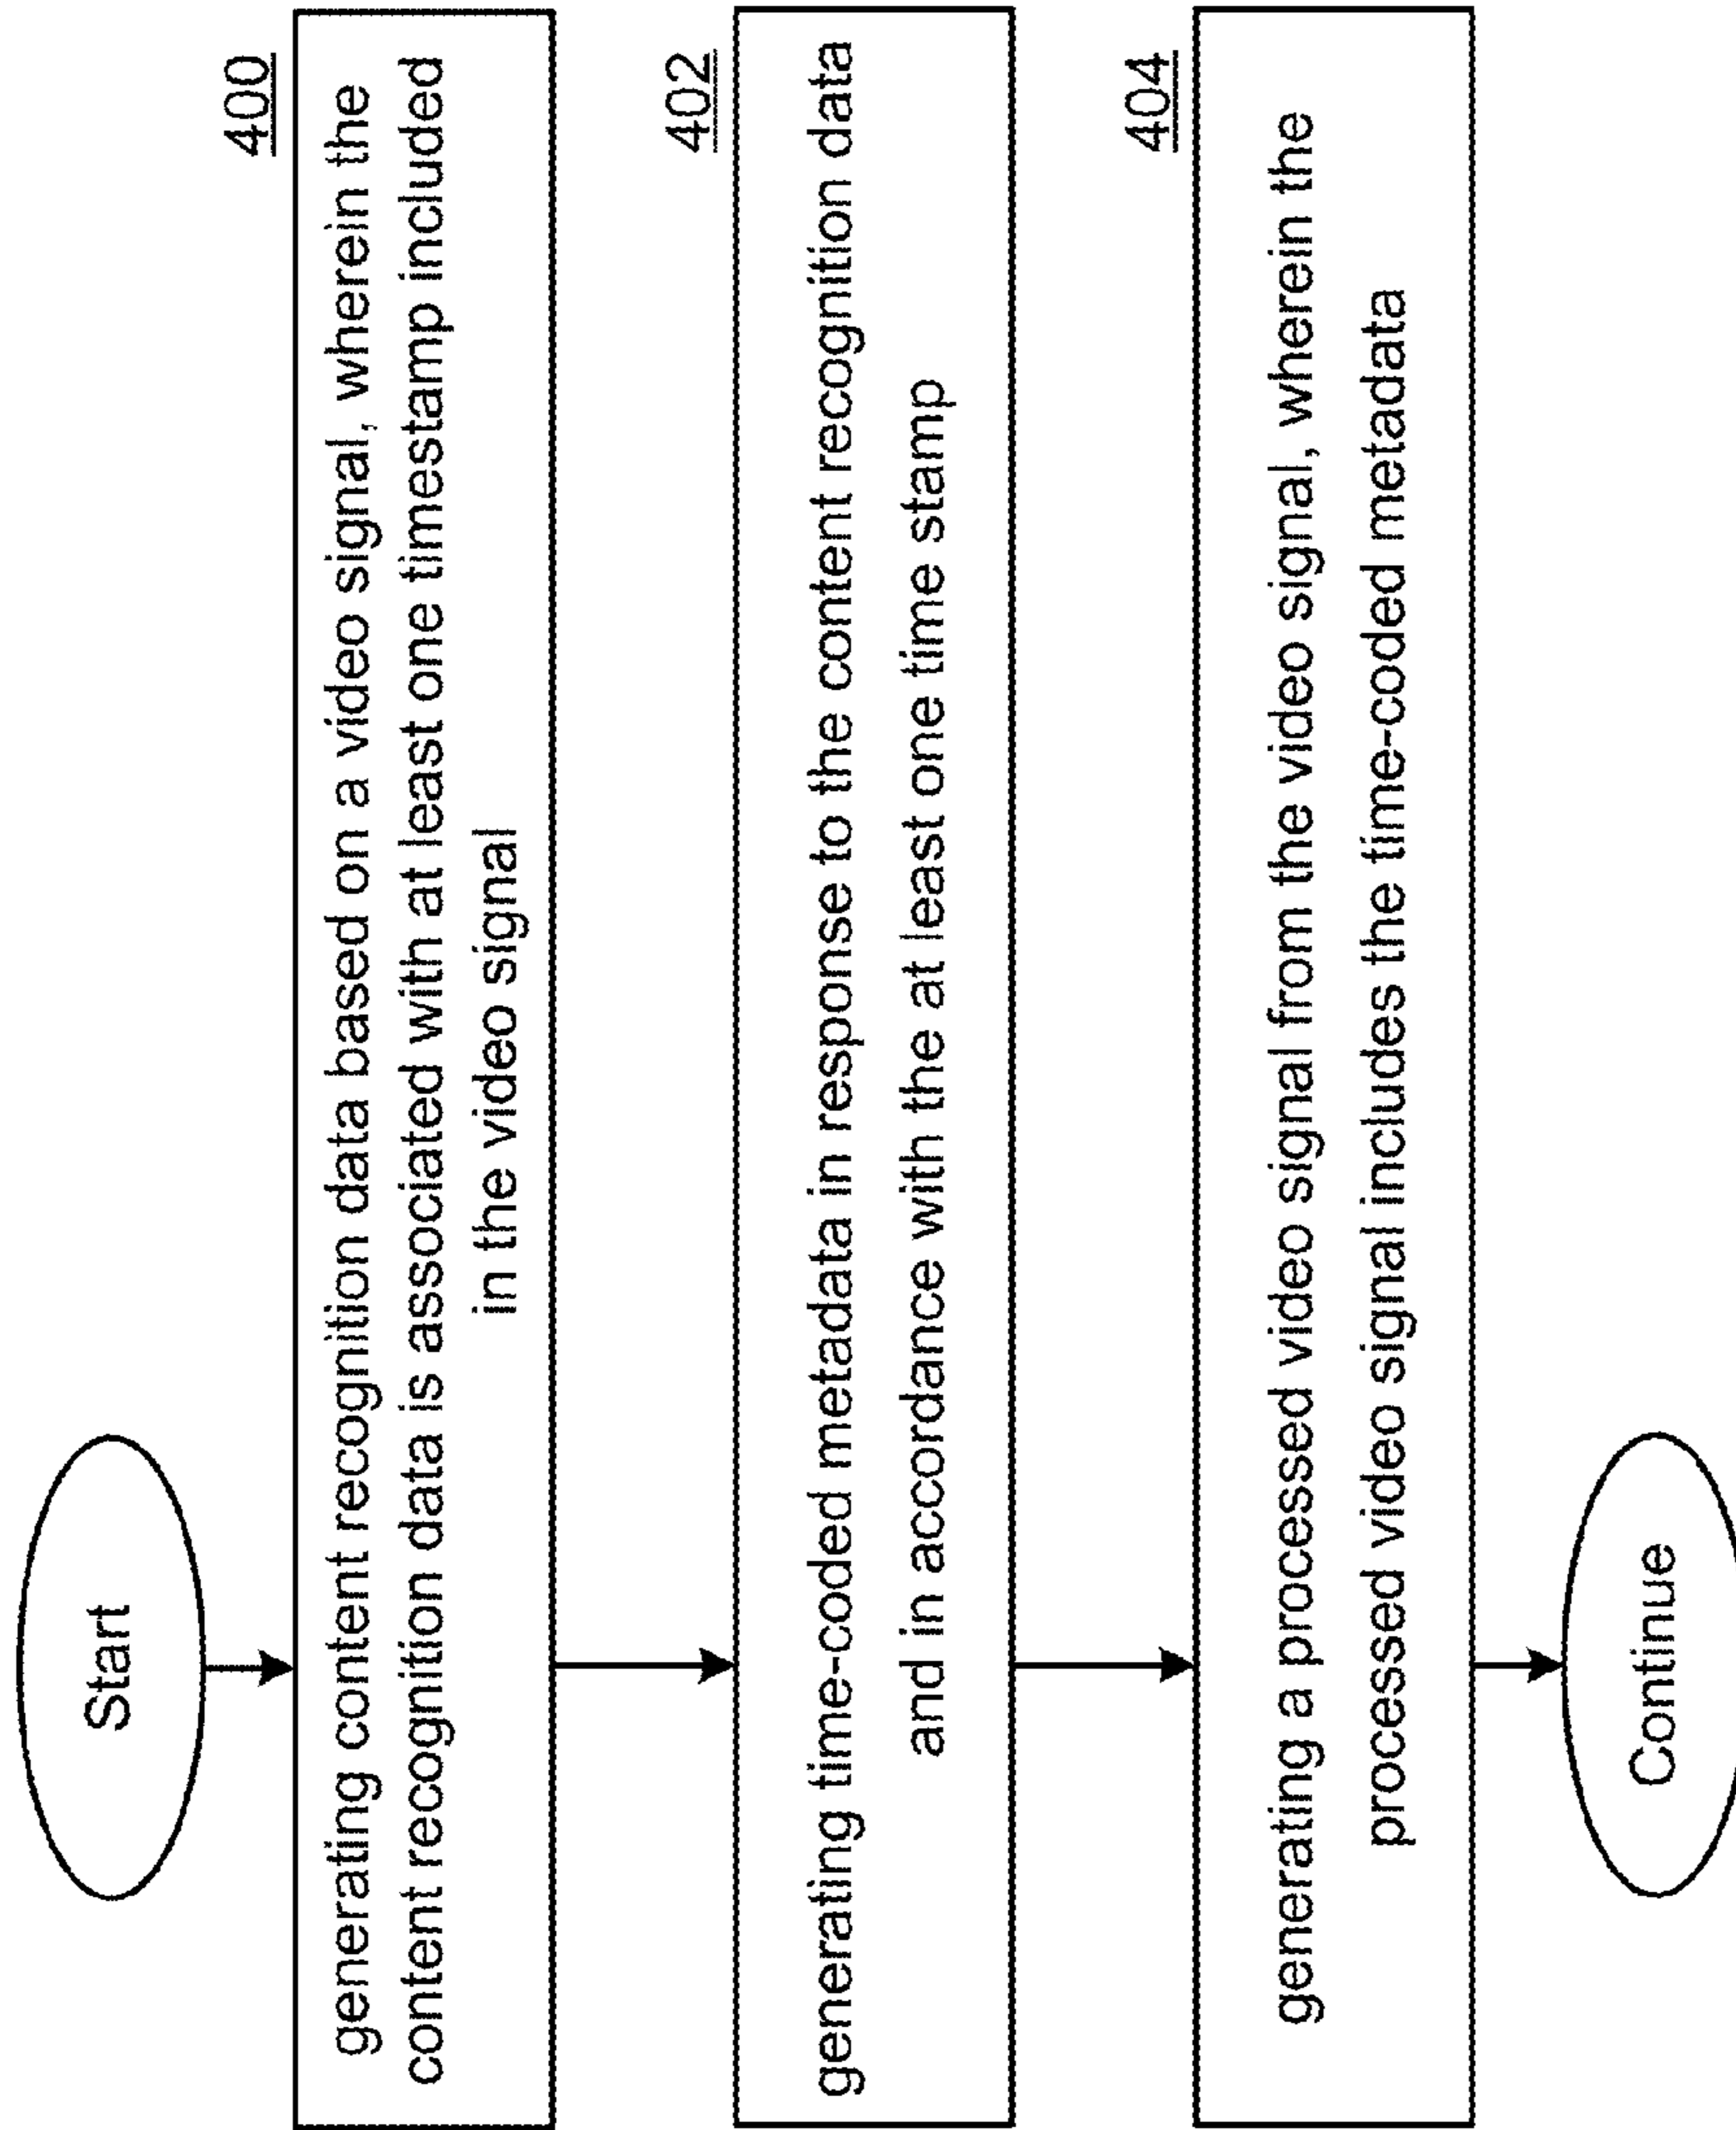 Start
400
generating content recognition data based on a video signal, wherein the
content recognition data is associated with at least one timestamp included
in the video signal
402
generating time-coded metadata in response to the content recognition data
and in accordance with the at least one time stamp
404
generating a processed video signal from the video signal, wherein the
processed video signal includes the time-coded metadata
Continue